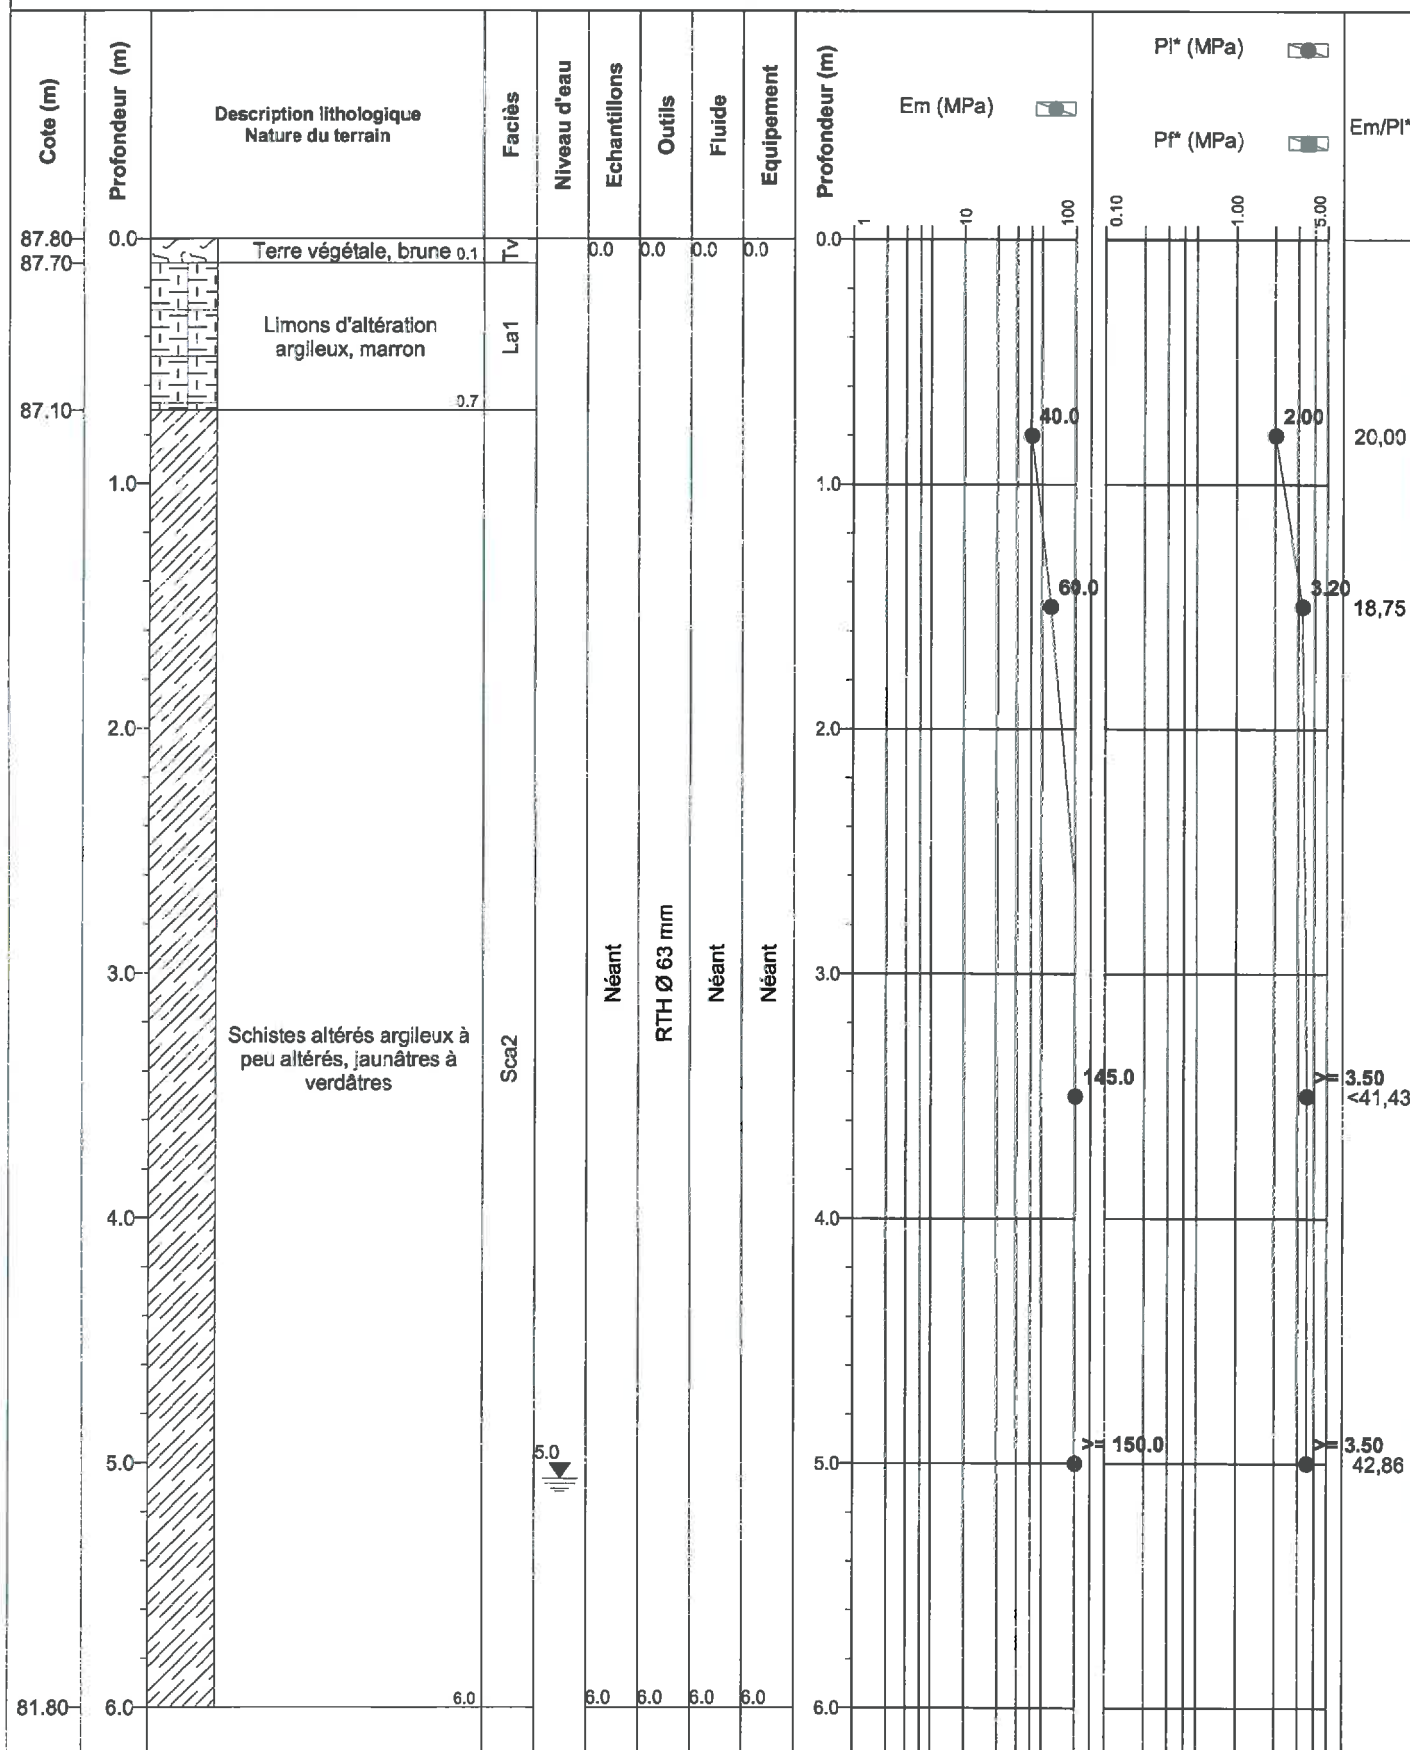 Cote (m)
Profondeur (m)
Description lithologique
Nature du terrain
Faciès
Niveau d'eau
Echantillons
Outils
Fluide
Equipement
Profondeur (m)
Em (MPa)
Pl* (MPa)
Pf* (MPa)
Em/Pl*
1
10
100
0.10
1.00
5.00
87.80
0.0
Terre végétale, brune 0.1
Tv
0.0
0.0
0.0
0.0
0.0
87.70
Limons d'altération
argileux, marron
La1
0.7
87.10
40.0
2.00
20,00
1.0
1.0
60.0
3.20
18,75
2.0
2.0
Néant
RTH Ø 63 mm
Néant
Néant
3.0
3.0
Schistes altérés argileux à
peu altérés, jaunâtres à
verdâtres
Sca2
145.0
>= 3.50
<41,43
4.0
4.0
5.0
>= 150.0
>= 3.50
5.0
5.0
42,86
81.80
6.0
6.0
6.0
6.0
6.0
6.0
6.0